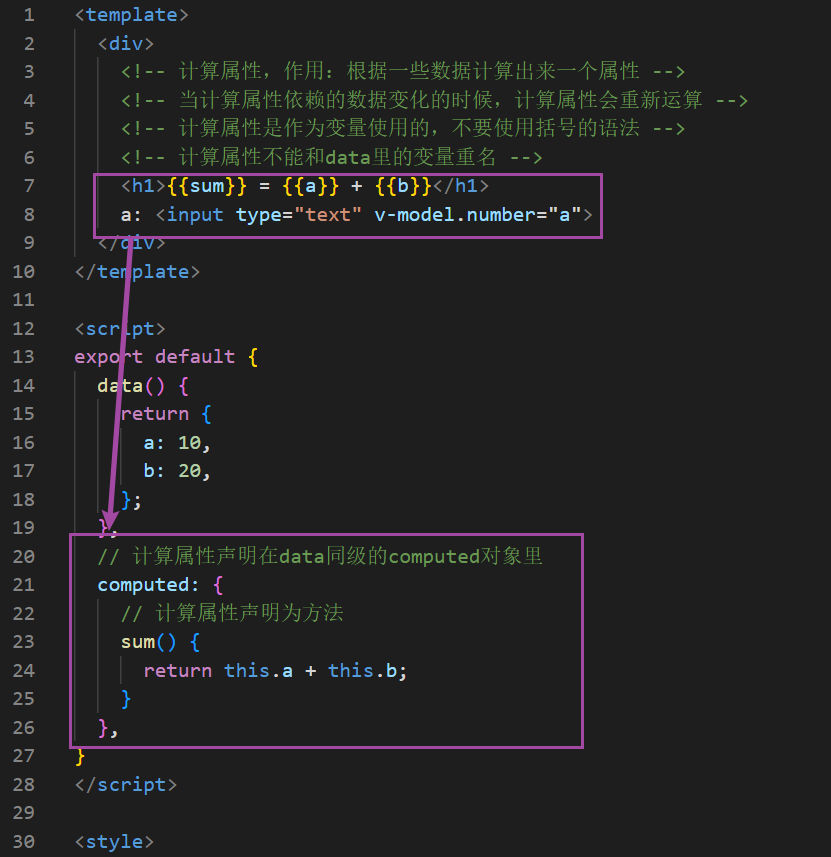 1 <template>
2 <div>
3 <!-- 计算属性，作用：根据一些数据计算出来一个属性 -->
4 <!-- 当计算属性依赖的数据变化的时候，计算属性会重新运算 -->
5 <!-- 计算属性是作为变量使用的，不要使用括号的语法 -->
6 <!-- 计算属性不能和data里的变量重名 -->
7 <h1>{{sum}} = {{a}} + {{b}}</h1>
8 a: <input type="text" v-model.number="a">
9 </div>
10 </template>
11
12 <script>
13 export default {
14 data() {
15 return {
16 a: 10,
17 b: 20,
18 };
19 },
20 // 计算属性声明在data同级的computed对象里
21 computed: {
22 // 计算属性声明为方法
23 sum() {
24 return this.a + this.b;
25 }
26 },
27 }
28 </script>
29
30 <style>